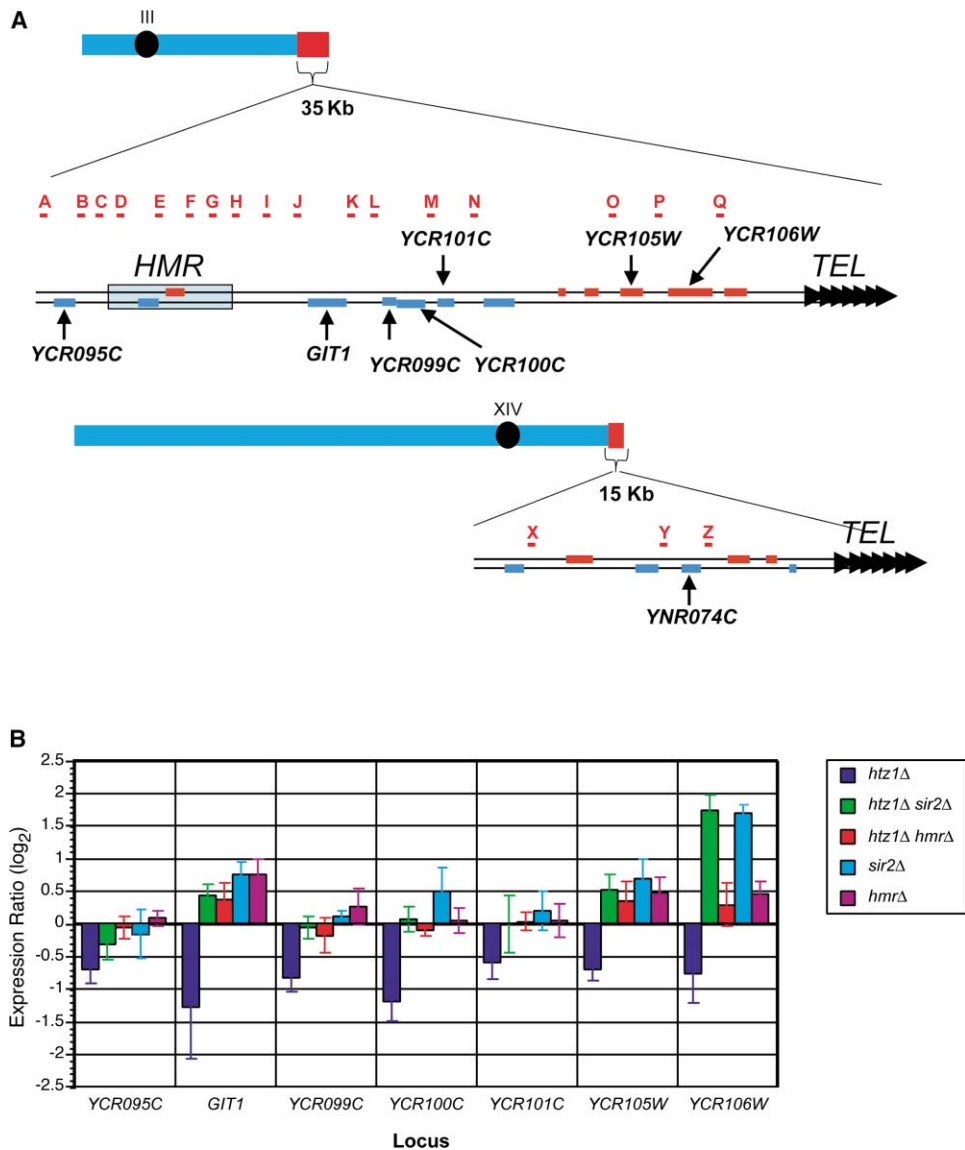 A
III
35 Kb
A B C D E F G H I J K L M N O P Q
YCR101C YCR105W YCR106W
HMR TEL
YCR095C GIT1 YCR099C YCR100C
XIV
15 Kb
X Y Z TEL
YNR074C
B
Expression Ratio (log2)
2.5
2
1.5
1
0.5
0
-0.5
-1
-1.5
-2
-2.5
YCR095C GIT1 YCR099C YCR100C YCR101C YCR105W YCR106W
Locus
htz1Δ
htz1Δ sir2Δ
htz1Δ hmrΔ
sir2Δ
hmrΔ